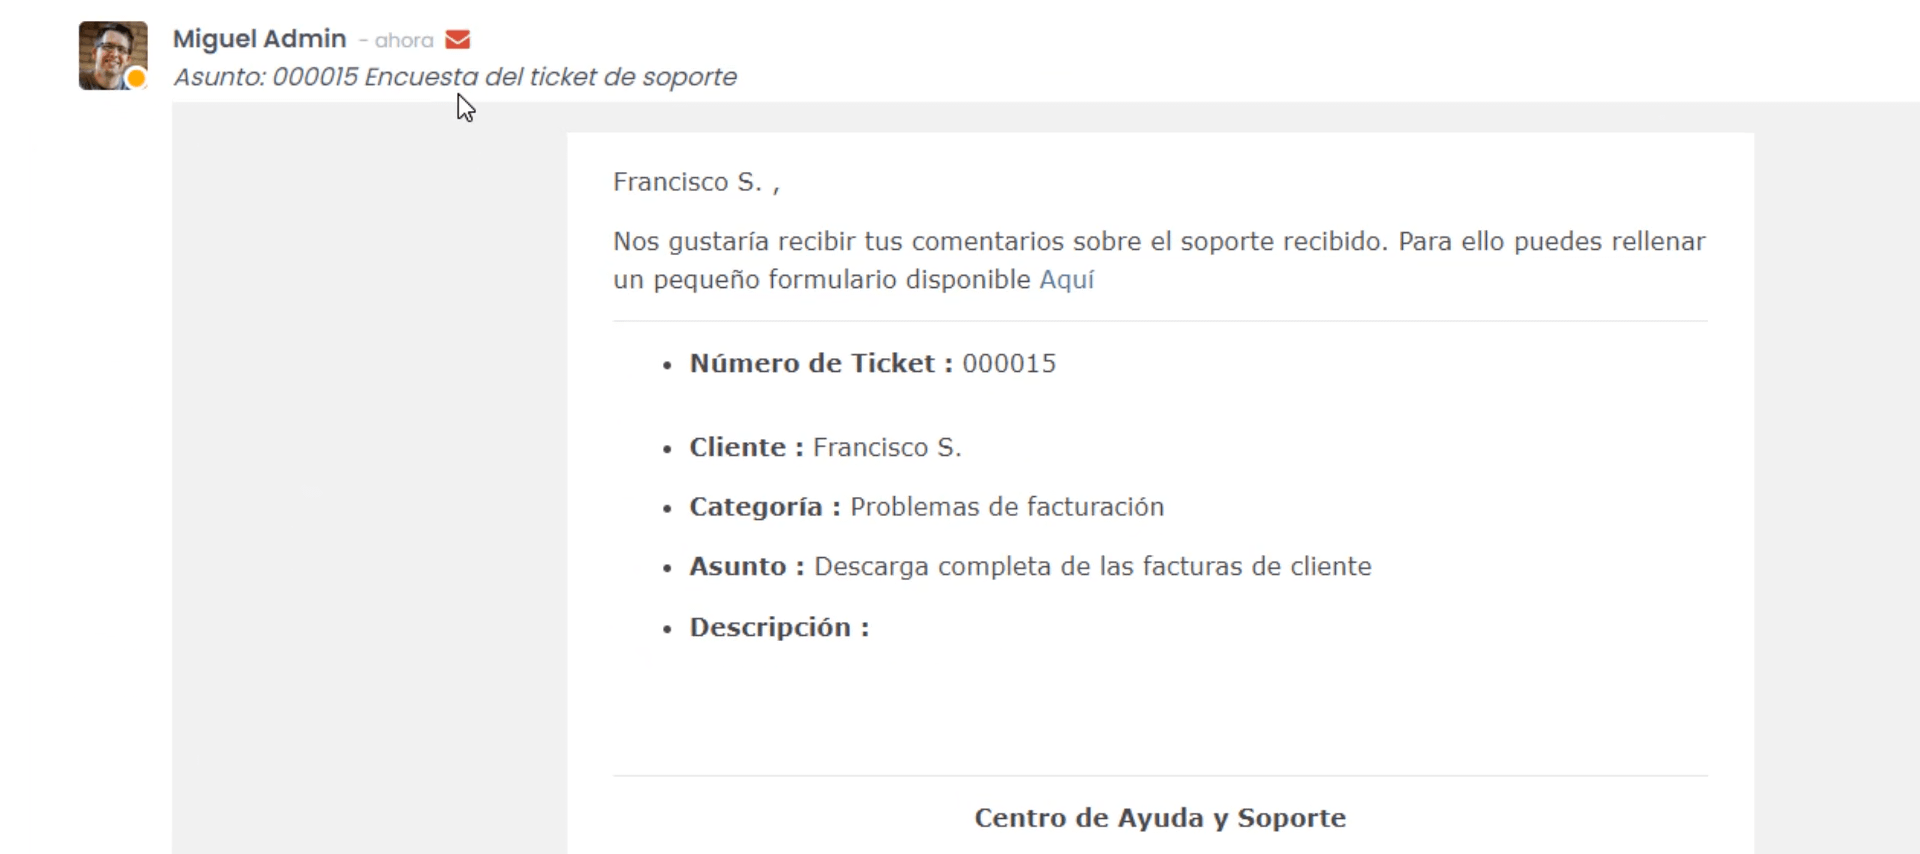 Miguel Admin - ahora
Asunto: 000015 Encuesta del ticket de soporte
Francisco S. ,
Nos gustaría recibir tus comentarios sobre el soporte recibido. Para ello puedes rellenar
un pequeño formulario disponible Aquí
• Número de Ticket : 000015
• Cliente : Francisco S.
• Categoría : Problemas de facturación
• Asunto : Descarga completa de las facturas de cliente
• Descripción :
Centro de Ayuda y Soporte